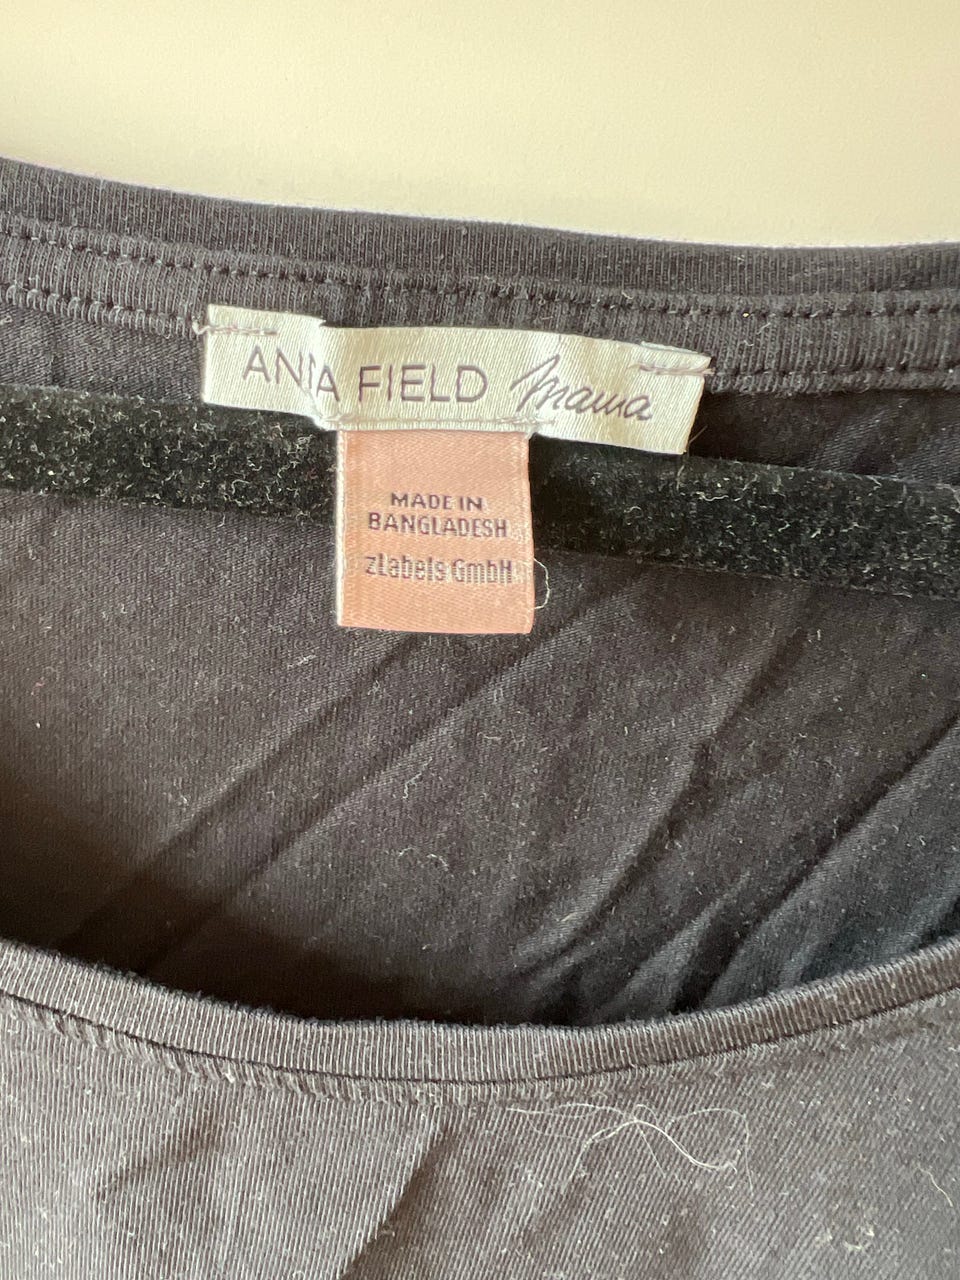 ANNA FIELD mama
MADE IN
BANGLADESH
zLabels GmbH